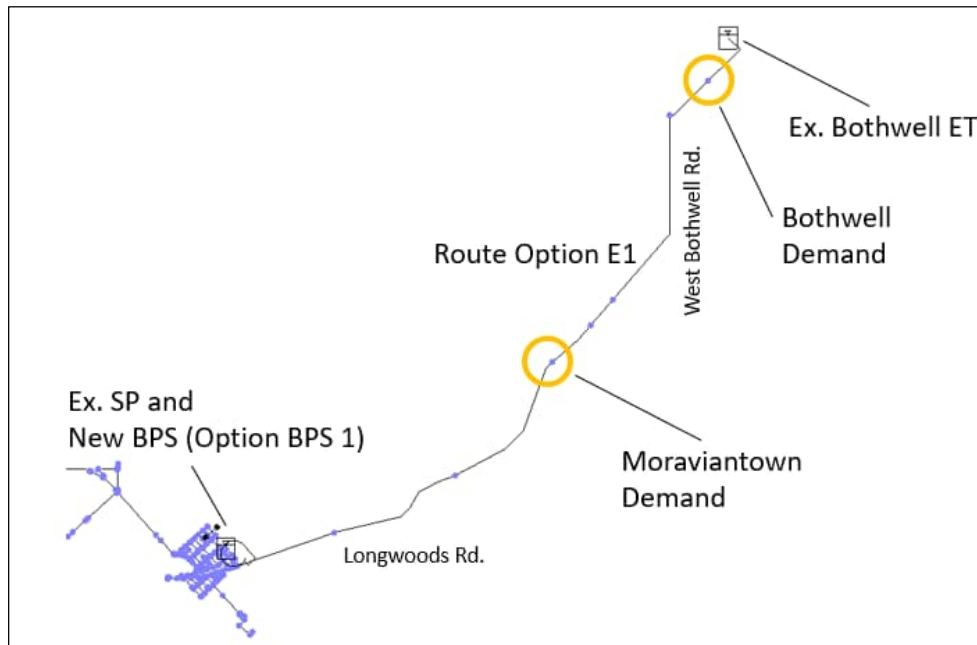 Ex. Bothwell ET
Bothwell
Demand
West Bothwell Rd.
Route Option E1
Moraviantown
Demand
Ex. SP and
New BPS (Option BPS 1)
Longwoods Rd.